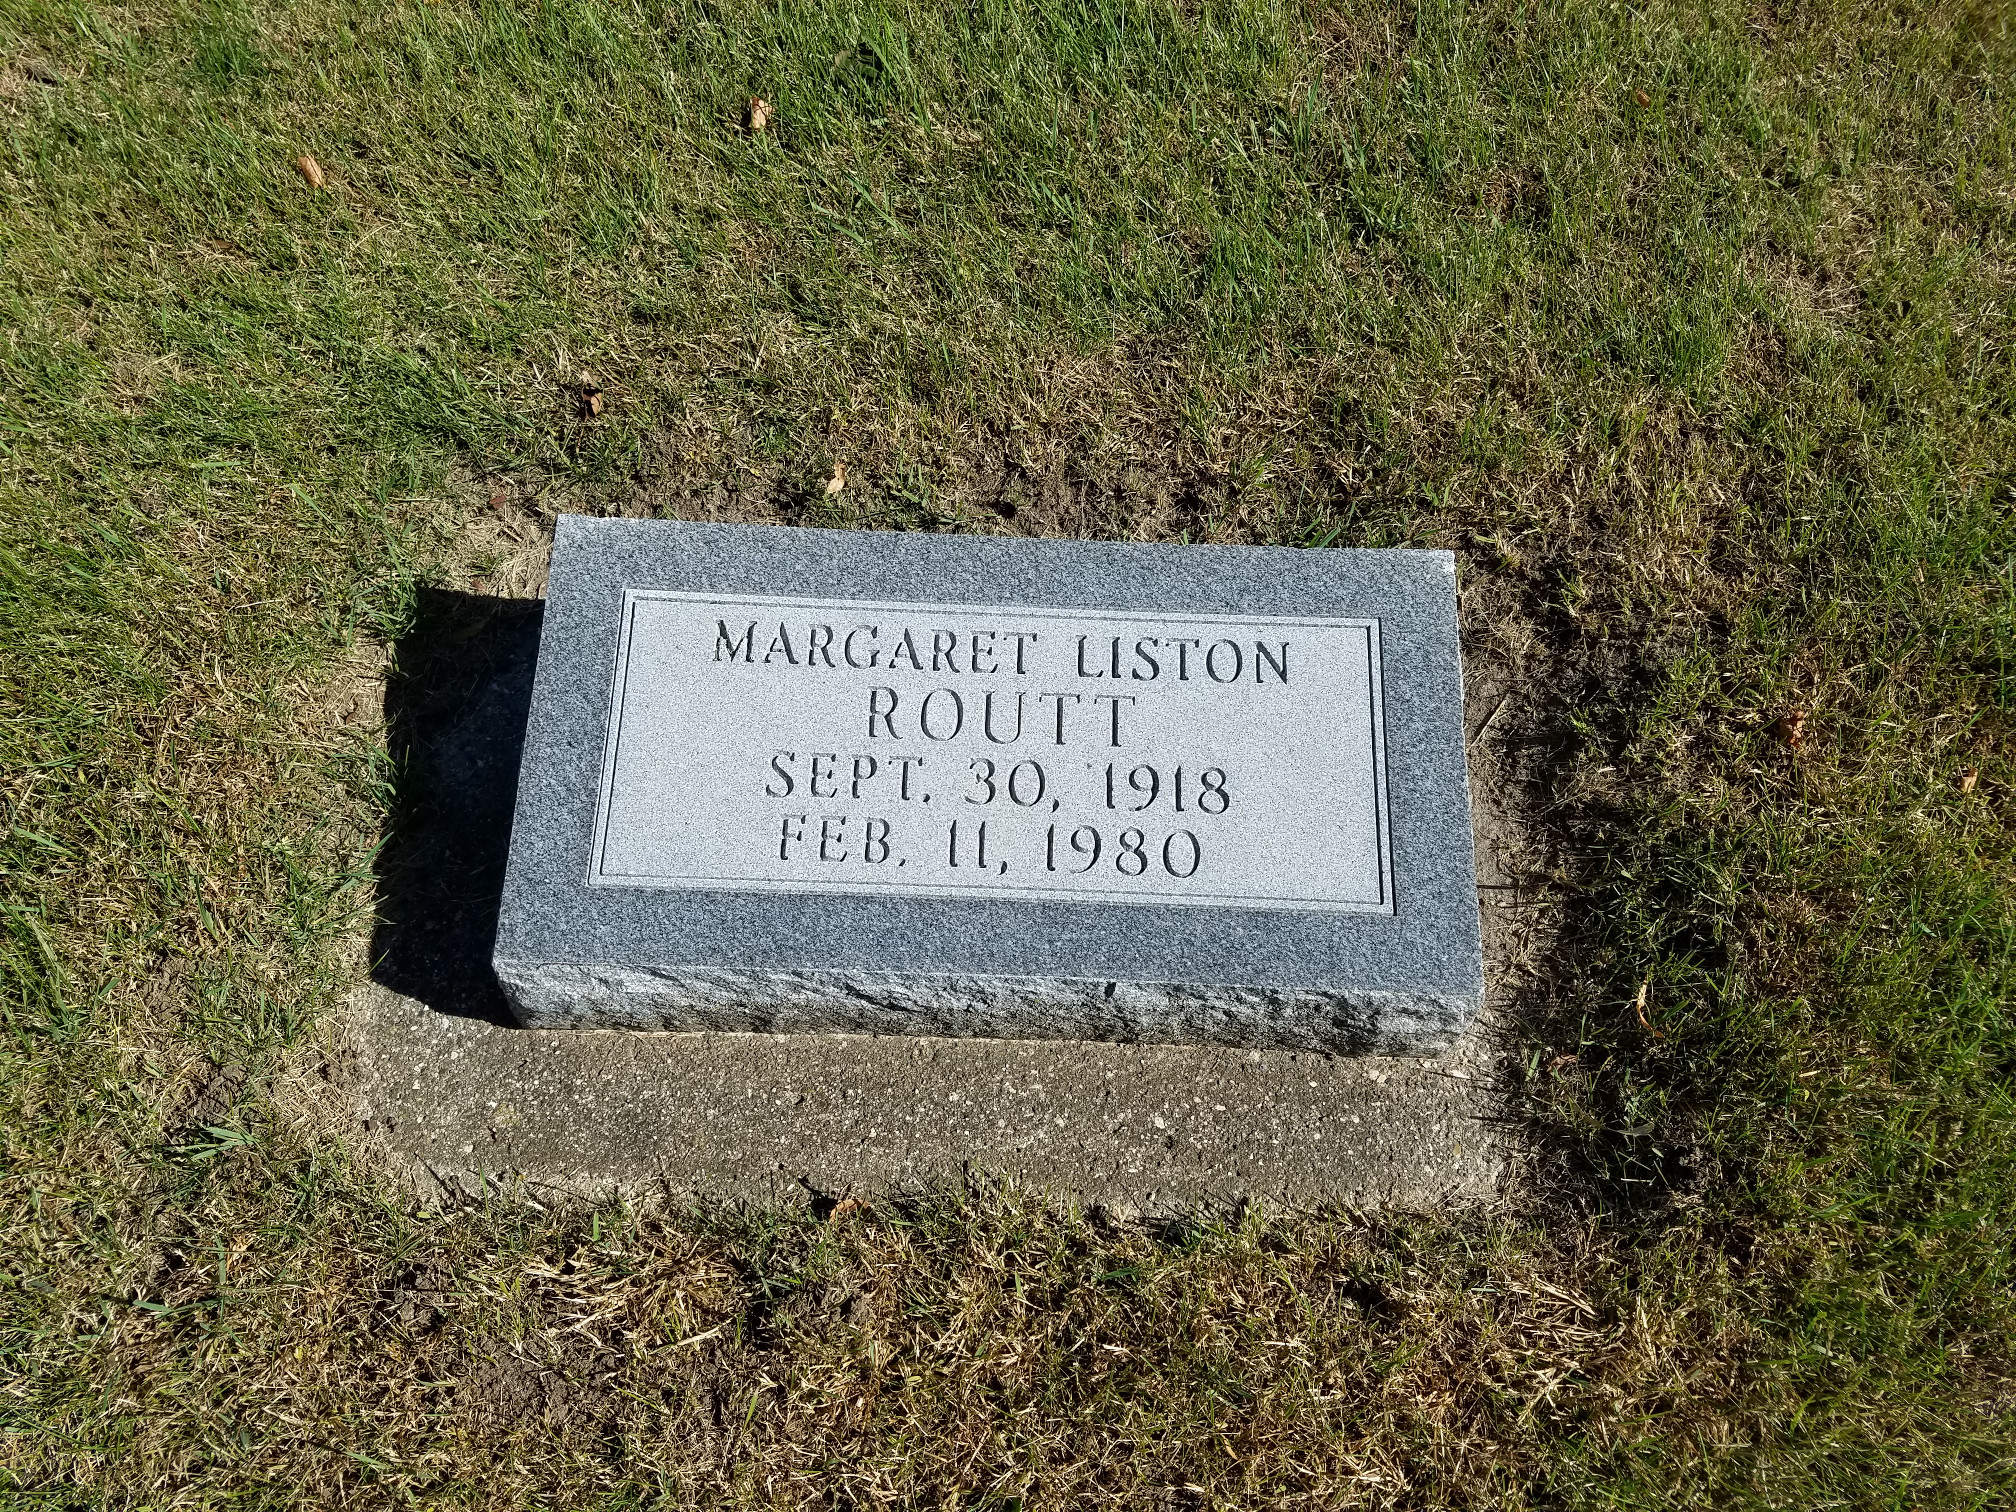 MARGARET LISTON
ROUTT
SEPT. 30, 1918
FEB. 11, 1980